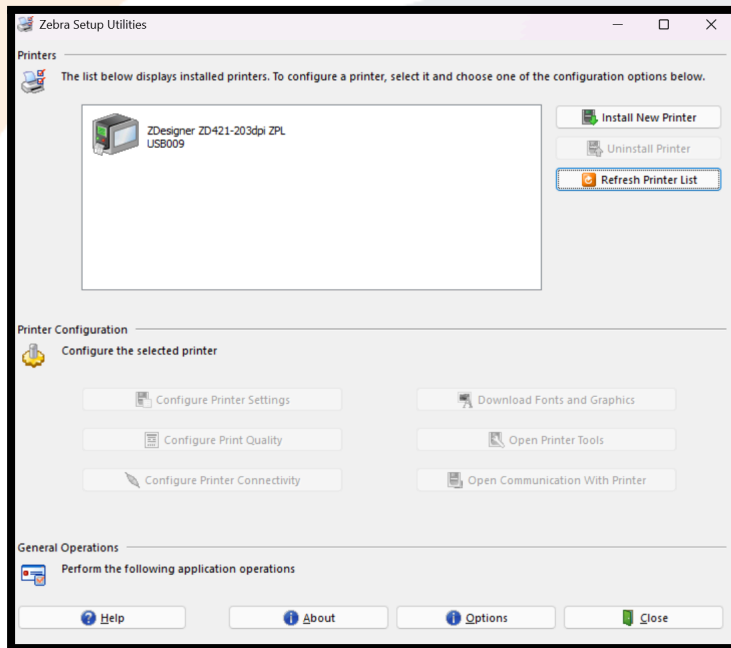 Zebra Setup Utilities
Printers
The list below displays installed printers. To configure a printer, select it and choose one of the configuration options below.
ZDesigner ZD421-203dpi ZPL
USB009
Install New Printer
Uninstall Printer
Refresh Printer List
Printer Configuration
Configure the selected printer
Configure Printer Settings
Download Fonts and Graphics
Configure Print Quality
Open Printer Tools
Configure Printer Connectivity
Open Communication With Printer
General Operations
Perform the following application operations
Help
About
Options
Close